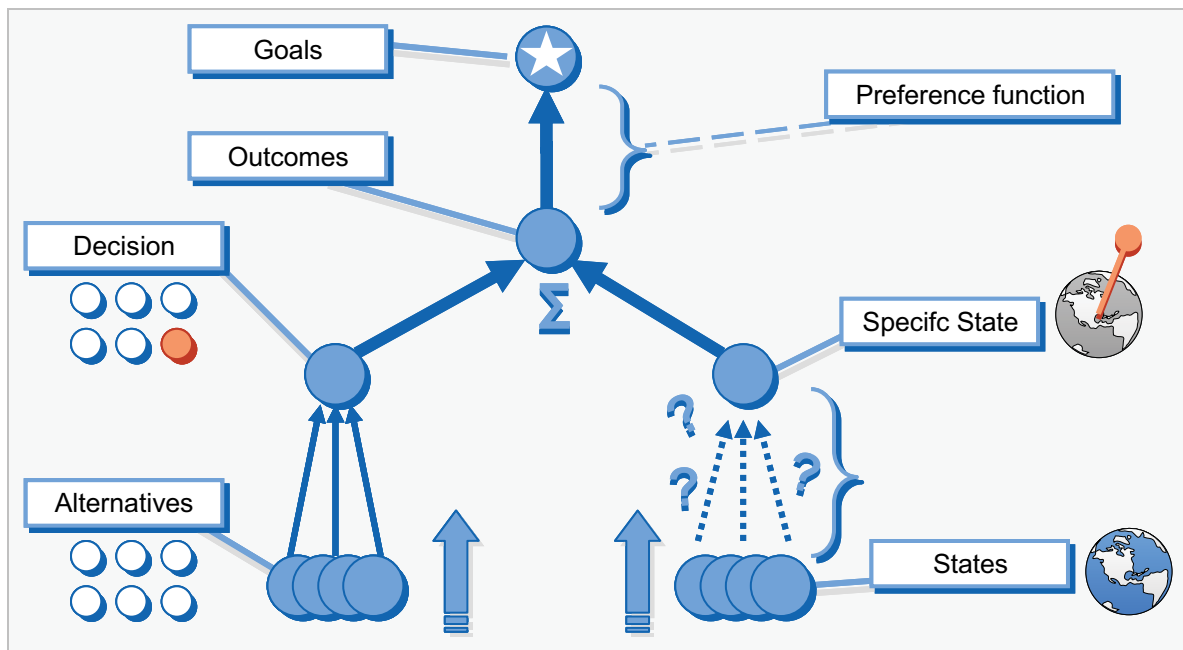 Goals
Preference function
Outcomes
Decision
Σ
Specifc State
?
?
?
Alternatives
States